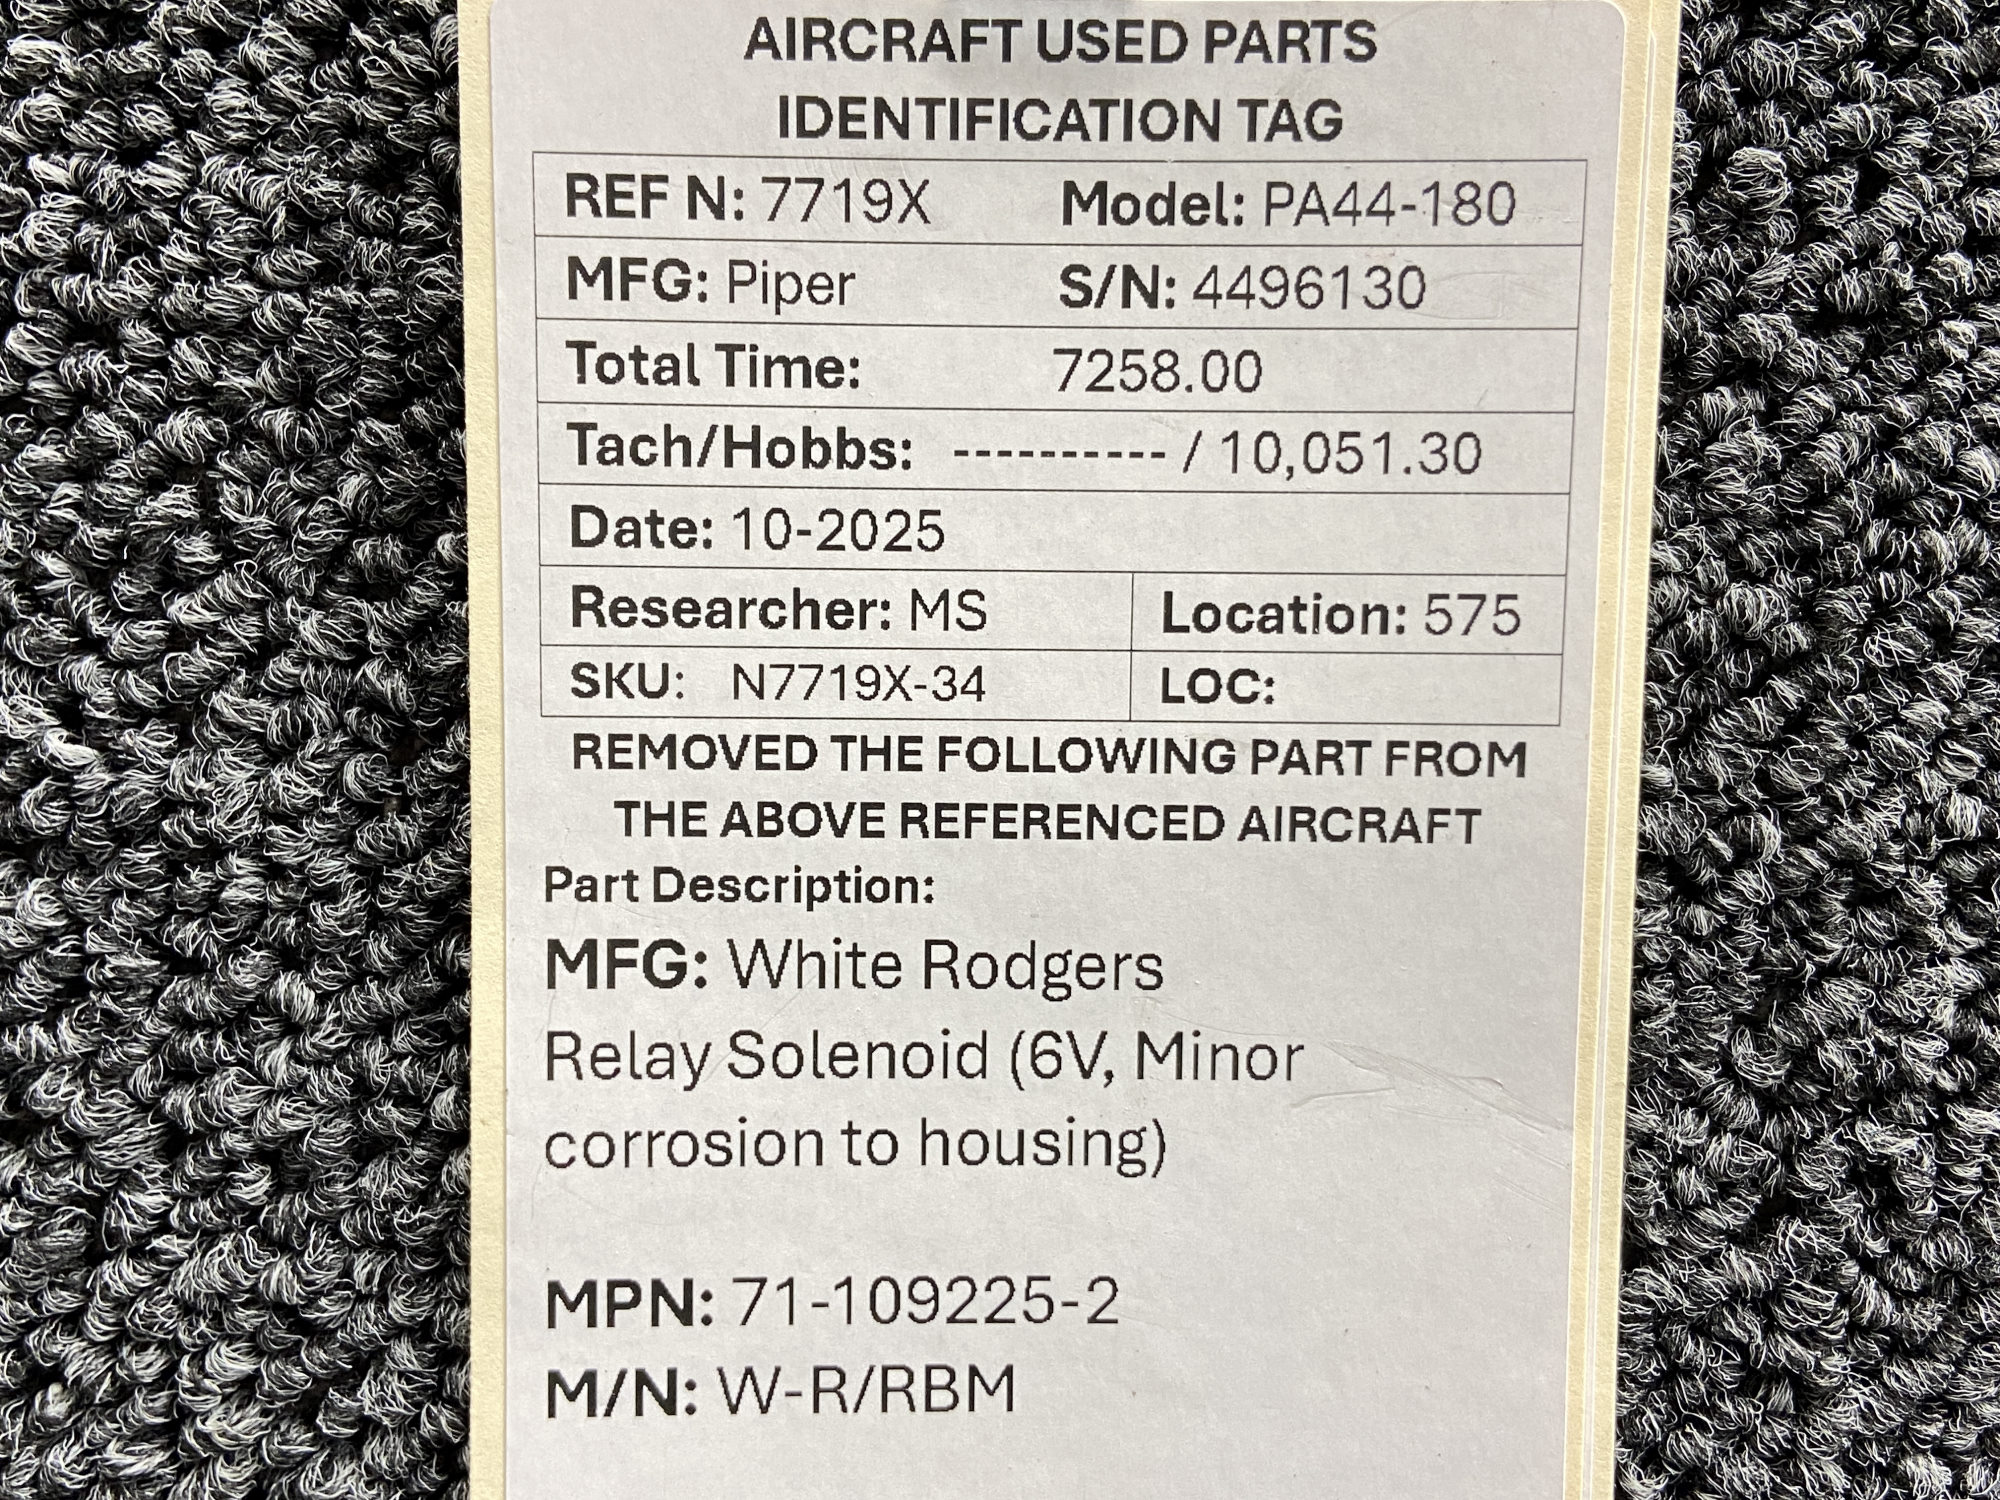 AIRCRAFT USED PARTS
IDENTIFICATION TAG
REF N: 7719X Model: PA44-180
MFG: Piper S/N: 4496130
Total Time: 7258.00
Tach/Hobbs: ---------- / 10,051.30
Date: 10-2025
Researcher: MS Location: 575
SKU: N7719X-34 LOC:
REMOVED THE FOLLOWING PART FROM
THE ABOVE REFERENCED AIRCRAFT
Part Description:
MFG: White Rodgers
Relay Solenoid (6V, Minor
corrosion to housing)
MPN: 71-109225-2
M/N: W-R/RBM